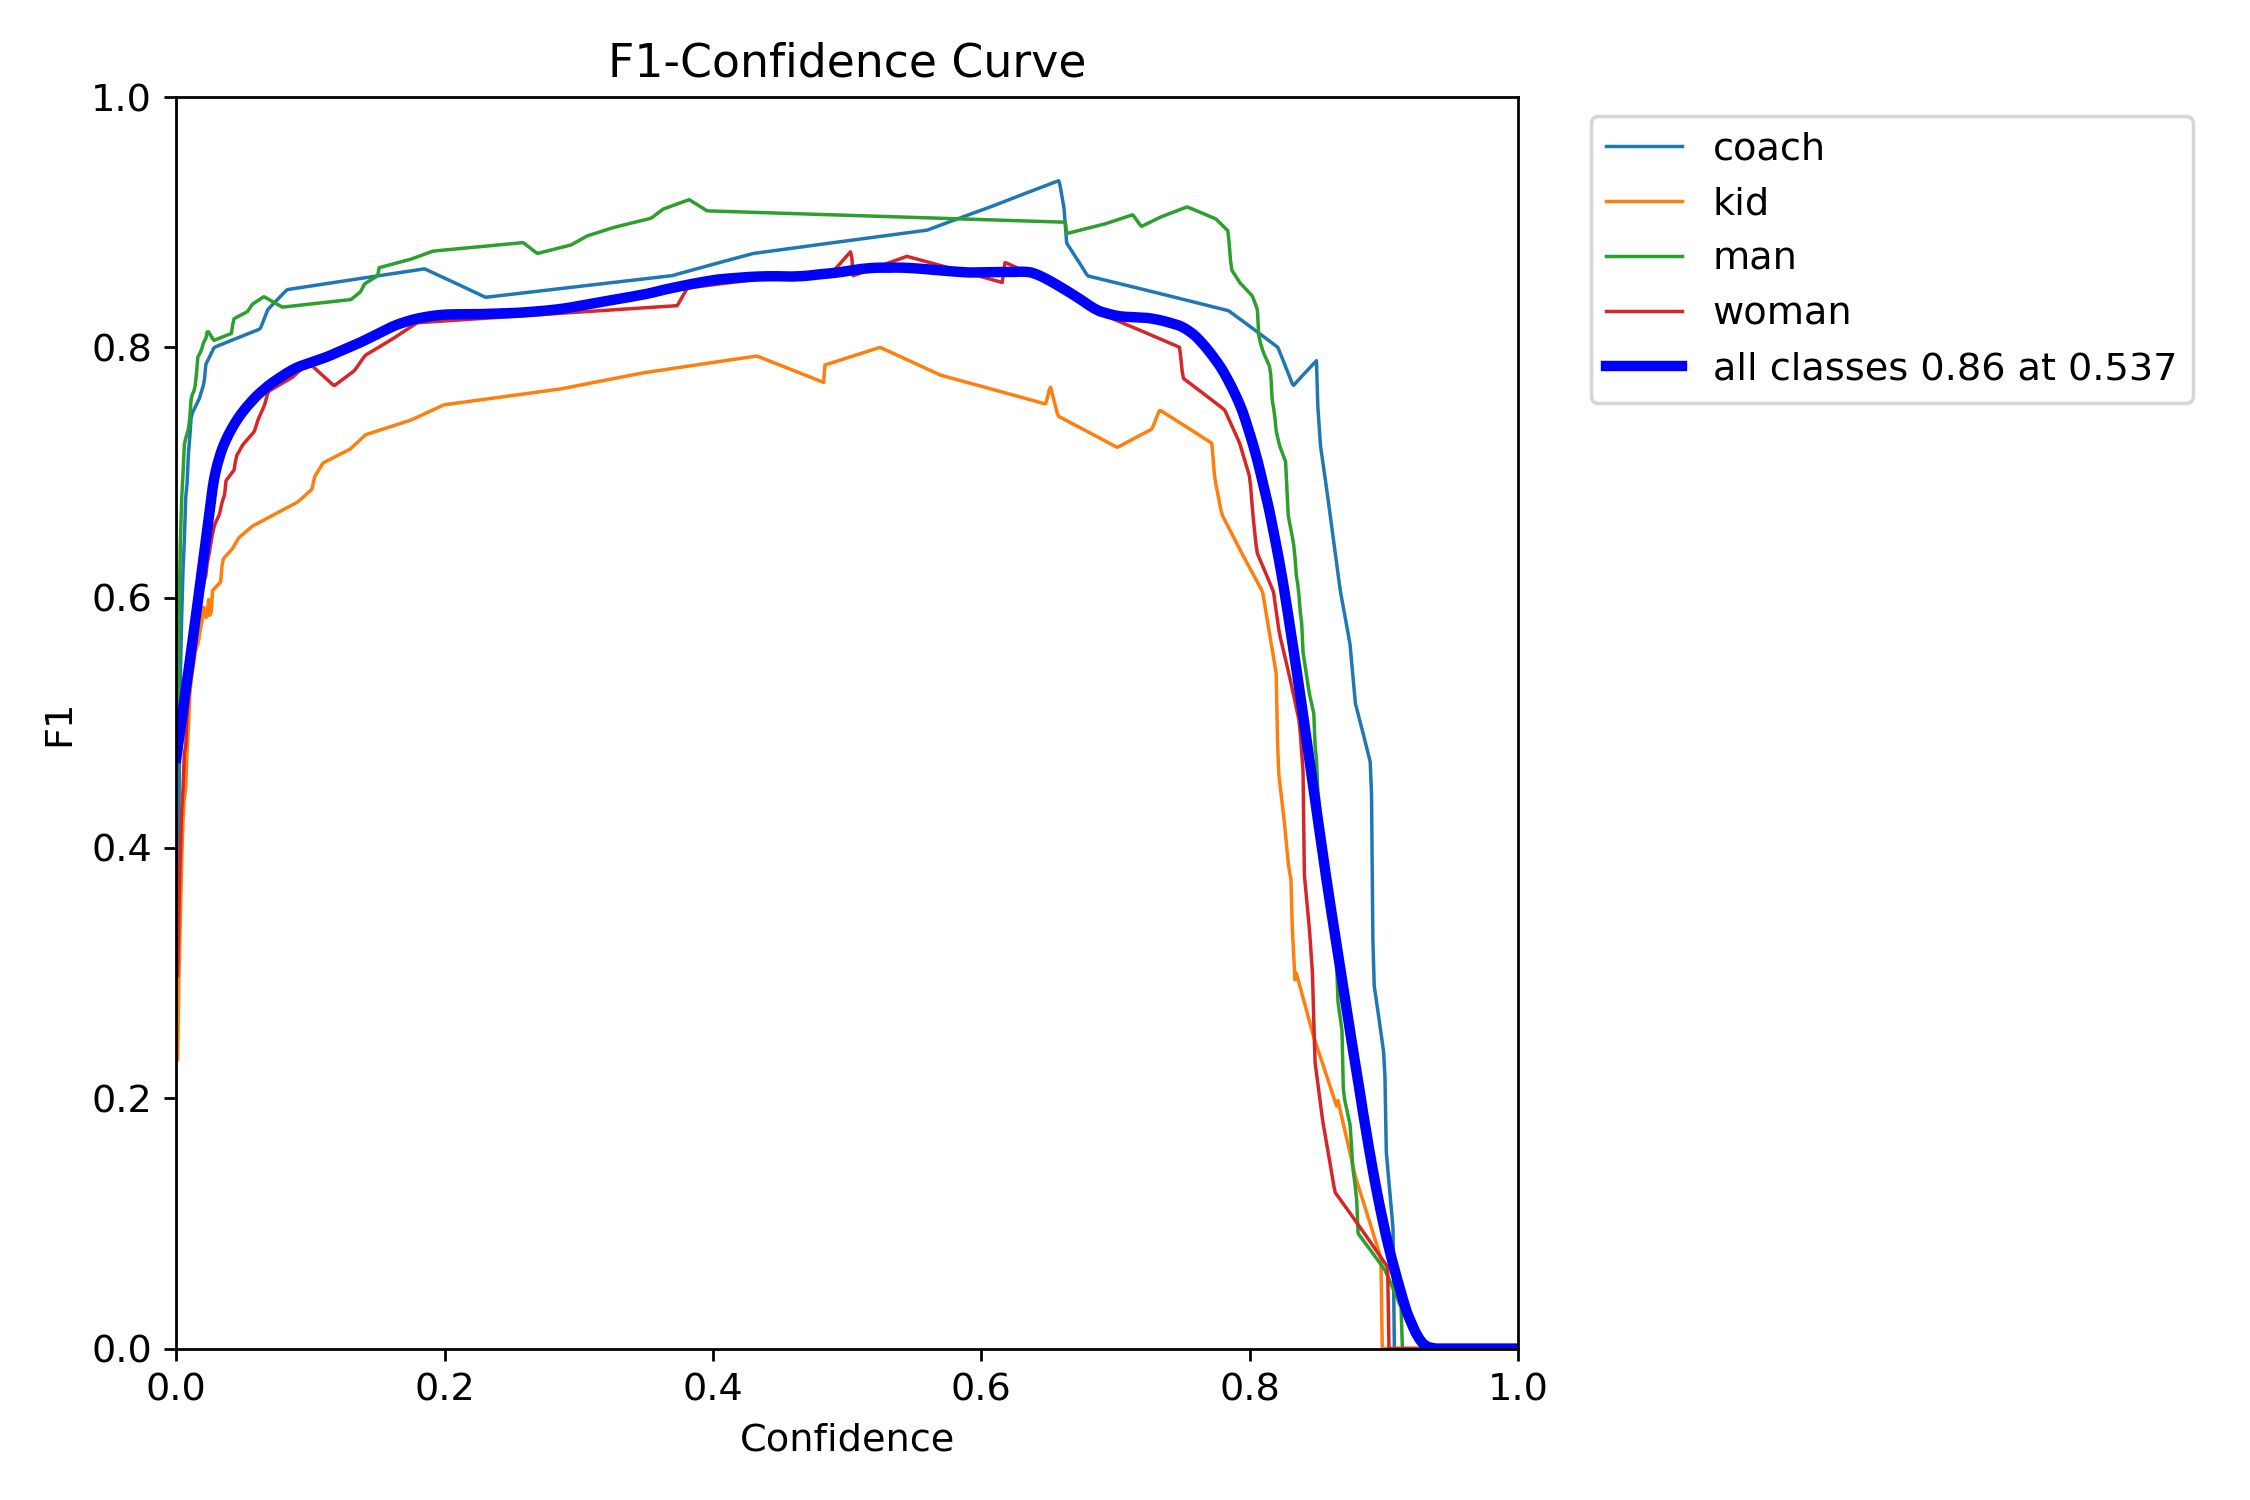 F1-Confidence Curve
1.0
0.8
0.6
0.4
0.2
0.0
F1
0.0 0.2 0.4 0.6 0.8 1.0
Confidence
coach
kid
man
woman
all classes 0.86 at 0.537